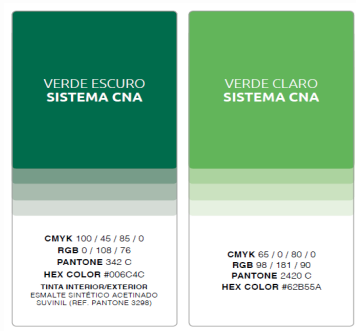 VERDE ESCURO
SISTEMA CNA
CMYK 100 / 45 / 85 / 0
RGB 0 / 108 / 76
PANTONE 342 C
HEX COLOR #006C4C
TINTA INTERIOR/EXTERIOR
ESMALTE SINTÉTICO ACETINADO
SUVINIL (REF. PANTONE 3298)
VERDE CLARO
SISTEMA CNA
CMYK 65 / 0 / 80 / 0
RGB 98 / 181 / 90
PANTONE 2420 C
HEX COLOR #62B55A